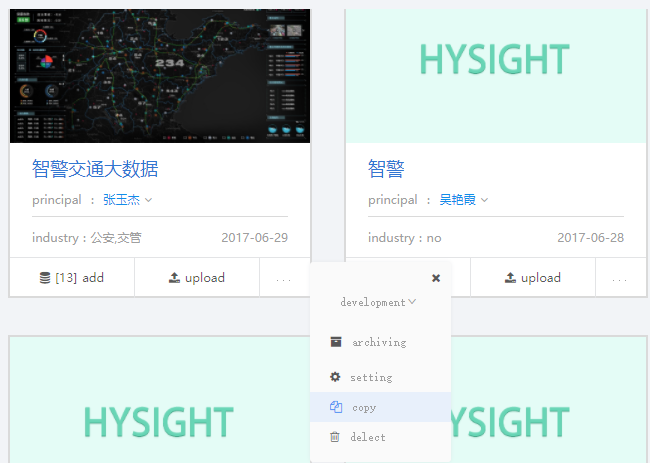 234
HYSIGHT
智警交通大数据
智警
principal : 张玉杰
principal : 吴艳霞
industry : 公安,交管
2017-06-29
industry : no
2017-06-28
[13] add
upload
...
upload
...
development
archiving
setting
copy
delect
HYSIGHT
YSIGHT